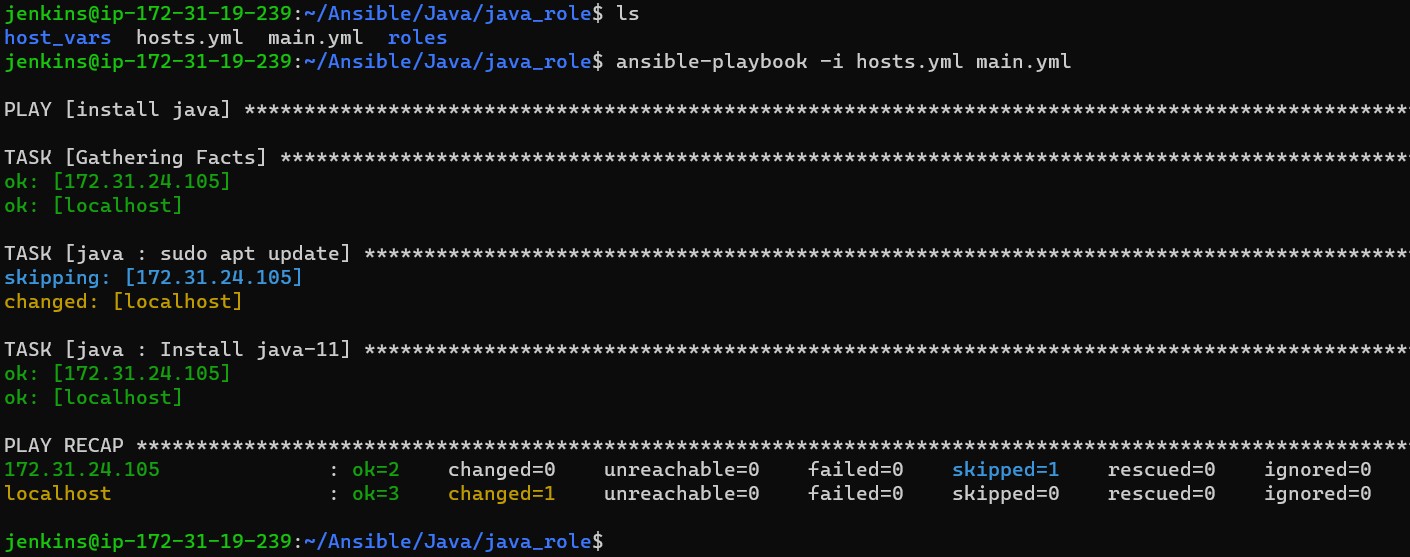 jenkins@ip-172-31-19-239:~/Ansible/Java/java_role$ ls
host_vars  hosts.yml  main.yml  roles
jenkins@ip-172-31-19-239:~/Ansible/Java/java_role$ ansible-playbook -i hosts.yml main.yml
PLAY [install java] *************************************************************************************************
TASK [Gathering Facts] **********************************************************************************************
ok: [172.31.24.105]
ok: [localhost]
TASK [java : sudo apt update] ***************************************************************************************
skipping: [172.31.24.105]
changed: [localhost]
TASK [java : Install java-11] ***************************************************************************************
ok: [172.31.24.105]
ok: [localhost]
PLAY RECAP **********************************************************************************************************
172.31.24.105              : ok=2    changed=0    unreachable=0    failed=0    skipped=1    rescued=0    ignored=0
localhost                  : ok=3    changed=1    unreachable=0    failed=0    skipped=0    rescued=0    ignored=0
jenkins@ip-172-31-19-239:~/Ansible/Java/java_role$